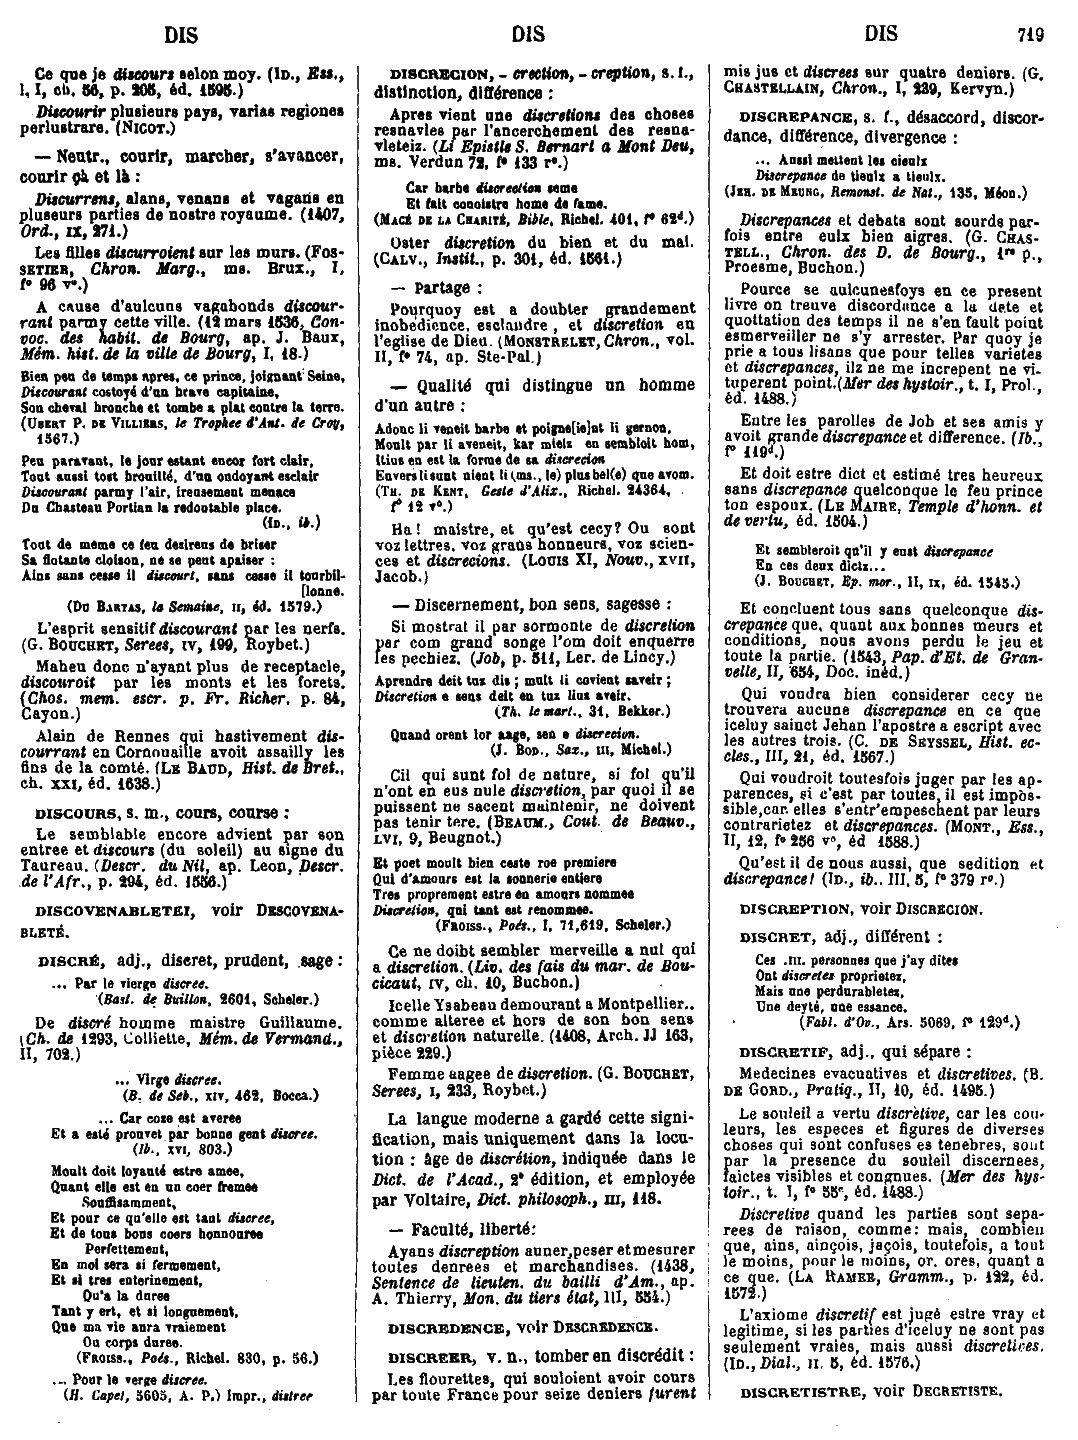 DIS
DIS
DIS
719
Ce que je discours selon moy. (ID., Ess.,
l. I, ch. 56, p. 205, éd. 1595.)
Discourir plusieurs pays, varias regiones
perlustrare. (NICOT.)
— Neutr., courir, marcher, s'avancer,
courir çà et là :
Discurrens, alans, venans et vagans en
pluseurs parties de nostre royaume. (1407,
Ord., IX, 271.)
Les filles discurroient sur les murs. (FOS-
SETIER, Chron. Marg., ms. Brux., I,
f° 96 v°.)
A cause d'aulcuns vagabonds discour-
rant parmy cette ville. (12 mars 1536, Con-
voc. des habit. de Bourg, ap. J. Baux,
Mém. hist. de la ville de Bourg, I, 18.)
Bien peu de temps apres, ce prince, joignant Seine,
Discourant costoyé d'un brave capitaine,
Son cheval bronche et tombe a plat contre la terre.
(UBERT P. DE VILLIERS, le Trophee d'Ant. de Croy,
1567.)
Peu paravant, le jour estant encor fort clair,
Tout aussi tost brouillé, d'un ondoyant esclair
Discourant parmy l'air, ireusement menace
Du Chasteau Portian la redoutable place.
(ID., ib.)
Tout de meme ce feu desireus de briser
Sa flotante cloison, ne se peut apaiser :
Ains sans cesse il discourt, sans cesse il tourbil-
[lonne.
(DU BARTAS, la Semaine, II, éd. 1579.)
L'esprit sensitif discourant par les nerfs.
(G. BOUCHET, Serees, IV, 199, Roybet.)
Maheu donc n'ayant plus de receptacle,
discouroit par les monts et les forets.
(Chos. mem. escr. p. Fr. Richer, p. 84,
Cayon.)
Alain de Rennes qui hastivement dis-
courrant en Cornouaille avoit assailly les
fins de la comté. (LE BAUD, Hist. de Bret.,
ch. XXI, éd. 1638.)
DISCOURS, s. m., cours, course :
Le semblable encore advient par son
entree et discours (du soleil) au signe du
Taureau. (Descr. du Nil, ap. Leon, Descr.
de l'Afr., p. 294, éd. 1556.)
DISCOVENABLETEI, voir DESCOVENA-
BLETÉ.
DISCRÉ, adj., discret, prudent, sage :
... Par le vierge discree.
(Bast. de Buillon, 2601, Scheler.)
De discré homme maistre Guillaume.
(Ch. de 1293, Colliette, Mém. de Vermand.,
II, 702.)
... Virge discree.
(B. de Seb., XIV, 462, Bocca.)
... Car coze est averee
Et a esté prouvet par bonne gent discree.
(Ib., XVI, 803.)
Moult doit loyauté estre amee,
Quant elle est en un coer fremee
Souffisamment,
Et pour ce qu'elle est tant discree,
Et de tous bons coers honnouree
Perfettement,
En moi sera si fermement,
Et si tres enterinement,
Qu'a la duree
Tant y ert, et si longuement,
Que ma vie aura vraiement
Ou corps duree.
(FROISS., Poés., Richel. 830, p. 56.)
... Pour le verge discree.
(H. Capet, 5605, A. P.) Impr., distree
DISCRECION, - crection, - creption, s. f.,
distinction, différence :
Apres vient une discretions des choses
resnavles par l'ancerchement des resna-
vleteiz. (Li Epistle S. Bernart a Mont Deu,
ms. Verdun 72, f° 133 r°.)
Car barbe discrection seme
Et fait conoistre home de fame.
(MACÉ DE LA CHARITÉ, Bible, Richel. 401, f° 62d.)
Oster discretion du bien et du mal.
(CALV., Instit., p. 301, éd. 1561.)
— Partage :
Pourquoy est a doubter grandement
inobedience, esclandre, et discretion en
l'eglise de Dieu. (MONSTRELET, Chron., vol.
II, f° 74, ap. Ste-Pal.)
— Qualité qui distingue un homme
d'un autre :
Adonc li veneit barbe et poigne[ie]nt li gernon,
Moult par li aveneit, kar mielz en sembloit hom,
Itius en est la forme de sa discrecion
Envers li sunt nient li (ms., le) plus bel(e) que avom.
(TH. DE KENT, Geste d'Alix., Richel. 24364,
f° 12 v°.)
Ha! maistre, et qu'est cecy? Ou sont
voz lettres, voz grans honneurs, voz scien-
ces et discrecions. (LOUIS XI, Nouv., XVII,
Jacob.)
— Discernement, bon sens, sagesse :
Si mostrat il par sormonte de discretion
par com grand songe l'om doit enquerre
les pechiez. (Job, p. 511, Ler. de Lincy.)
Aprendre deit tuz dis ; mult li covient saveir ;
Discretion e sens deit en tuz lius aveir.
(Th. le mart., 31, Bekker.)
Quand orent lor aage, sen e discrecion.
(J. BOD., Sax., III, Michel.)
Cil qui sunt fol de nature, si fol qu'il
n'ont en eus nule discretion, par quoi il se
puissent ne sacent maintenir, ne doivent
pas tenir tere. (BEAUM., Cout. de Beauv.,
LVI, 9, Beugnot.)
Et poet moult bien ceste roe premiere
Qui d'amours est la sonnerie entiere
Tres proprement estre en amours nommee
Discretion, qui tant est renommee.
(FROISS., Poés., I, 71,619, Scheler.)
Ce ne doibt sembler merveille a nul qui
a discretion. (Liv. des fais du mar. de Bou-
cicaut, IV, ch. 10, Buchon.)
Icelle Ysabeau demourant a Montpellier..
comme alteree et hors de son bon sens
et discretion naturelle. (1408, Arch. JJ 163,
pièce 229.)
Femme aagee de discretion. (G. BOUCHET,
Serees, I, 233, Roybet.)
La langue moderne a gardé cette signi-
fication, mais uniquement dans la locu-
tion : âge de discrétion, indiquée dans le
Dict. de l'Acad., 2e édition, et employée
par Voltaire, Dict. philosoph., III, 118.
— Faculté, liberté:
Ayans discreption auner, peser et mesurer
toutes denrees et marchandises. (1438,
Sentence de lieuten. du bailli d'Am., ap.
A. Thierry, Mon. du tiers état, III, 554.)
DISCREDENCE, voir DESCREDENCE.
DISCREER, v. n., tomber en discrédit :
Les flourettes, qui souloient avoir cours
par toute France pour seize deniers furent
mis jus et discrees sur quatre deniers. (G.
CHASTELLAIN, Chron., I, 239, Kervyn.)
DISCREPANCE, s. f., désaccord, discor-
dance, différence, divergence :
... Aussi mettent les cieulx
Discrepance de tieulx a tieulx.
(JEH. DE MEUNG, Remonst. de Nat., 135, Méon.)
Discrepances et debats sont sourds par-
fois entre eulx bien aigres. (G. CHAS-
TELL., Chron. des D. de Bourg., 1re p.,
Proesme, Buchon.)
Pource se aulcunesfoys en ce present
livre on treuve discordance a la dete et
quottation des temps il ne s'en fault point
esmerveiller ne s'y arrester. Par quoy je
prie a tous lisans que pour telles varietes
et discrepances, ilz ne me increpent ne vi-
tuperent point. (Mer des hystoir., t. I, Prol.,
éd. 1488.)
Entre les parolles de Job et ses amis y
avoit grande discrepance et difference. (Ib.,
f° 119d.)
Et doit estre dict et estimé tres heureux
sans discrepance quelconque le feu prince
ton espoux. (LE MAIRE, Temple d'honn. et
de vertu, éd. 1504.)
Et sembleroit qu'il y eust discrepance
En ces deux dictz...
(J. BOUCHET, Ep. mor., II, IX, éd. 1545.)
Et concluent tous sans quelconque dis-
crepance que, quant aux bonnes meurs et
conditions, nous avons perdu le jeu et
toute la partie. (1543, Pap. d'Et. de Gran-
velle, II, 654, Doc. inéd.)
Qui voudra bien considerer cecy ne
trouvera aucune discrepance en ce que
iceluy sainct Jehan l'apostre a escript avec
les autres trois. (C. DE SEYSSEL, Hist. ec-
cles., III, 21, éd. 1567.)
Qui voudroit toutesfois juger par les ap-
parences, si c'est par toutes, il est impos-
sible, car elles s'entr'empeschent par leurs
contrarietez et discrepances. (MONT., Ess.,
II, 12, f° 256 v°, éd 1588.)
Qu'est il de nous aussi, que sedition et
discrepance! (ID., ib.. III, 5, f° 379 r°.)
DISCREPTION, voir DISCRECION.
DISCRET, adj., différent :
Ces .III. personnes que j'ay dites
Ont discretes proprietez,
Mais une perdurabletez,
Une deyté, une essance.
(Fabl. d'Ov., Ars. 5069, f° 129d.)
DISCRETIF, adj., qui sépare :
Medecines evacuatives et discretives. (B.
DE GORD., Pratiq., II, 10, éd. 1495.)
Le souleil a vertu discretive, car les cou-
leurs, les especes et figures de diverses
choses qui sont confuses es tenebres, sout
par la presence du souleil discernees,
faictes visibles et congnues. (Mer des hys-
toir., t. I, f° 55c, éd. 1488.)
Discretive quand les parties sont sepa-
rees de raison, comme: mais, combien
que, ains, ainçois, jaçois, toutefois, a tout
le moins, pour le moins, or. ores, quant a
ce que. (LA RAMEE, Gramm., p. 122, éd.
1572.)
L'axiome discretif est jugé estre vray et
legitime, si les parties d'iceluy ne sont pas
seulement vraies, mais aussi discretives.
(ID., Dial., II. 5, éd. 1576.)
DISCRETISTRE, voir DECRETISTE.